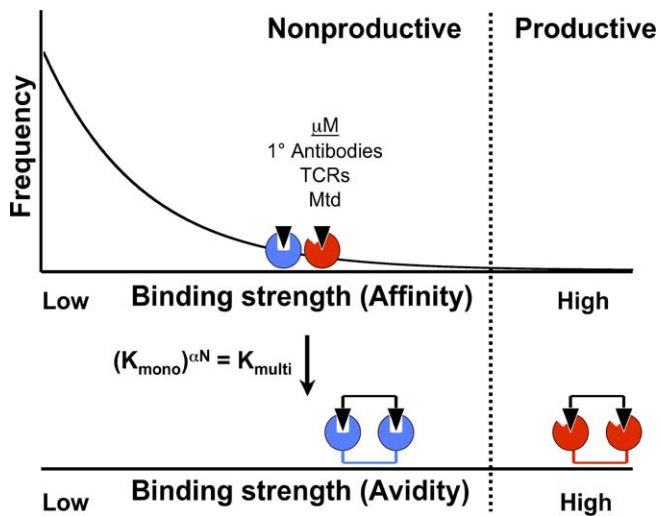 Nonproductive
Productive
Frequency
μM
1° Antibodies
TCRs
Mtd
Low
Binding strength (Affinity)
High
(Kmono)αN = Kmulti
Low
Binding strength (Avidity)
High